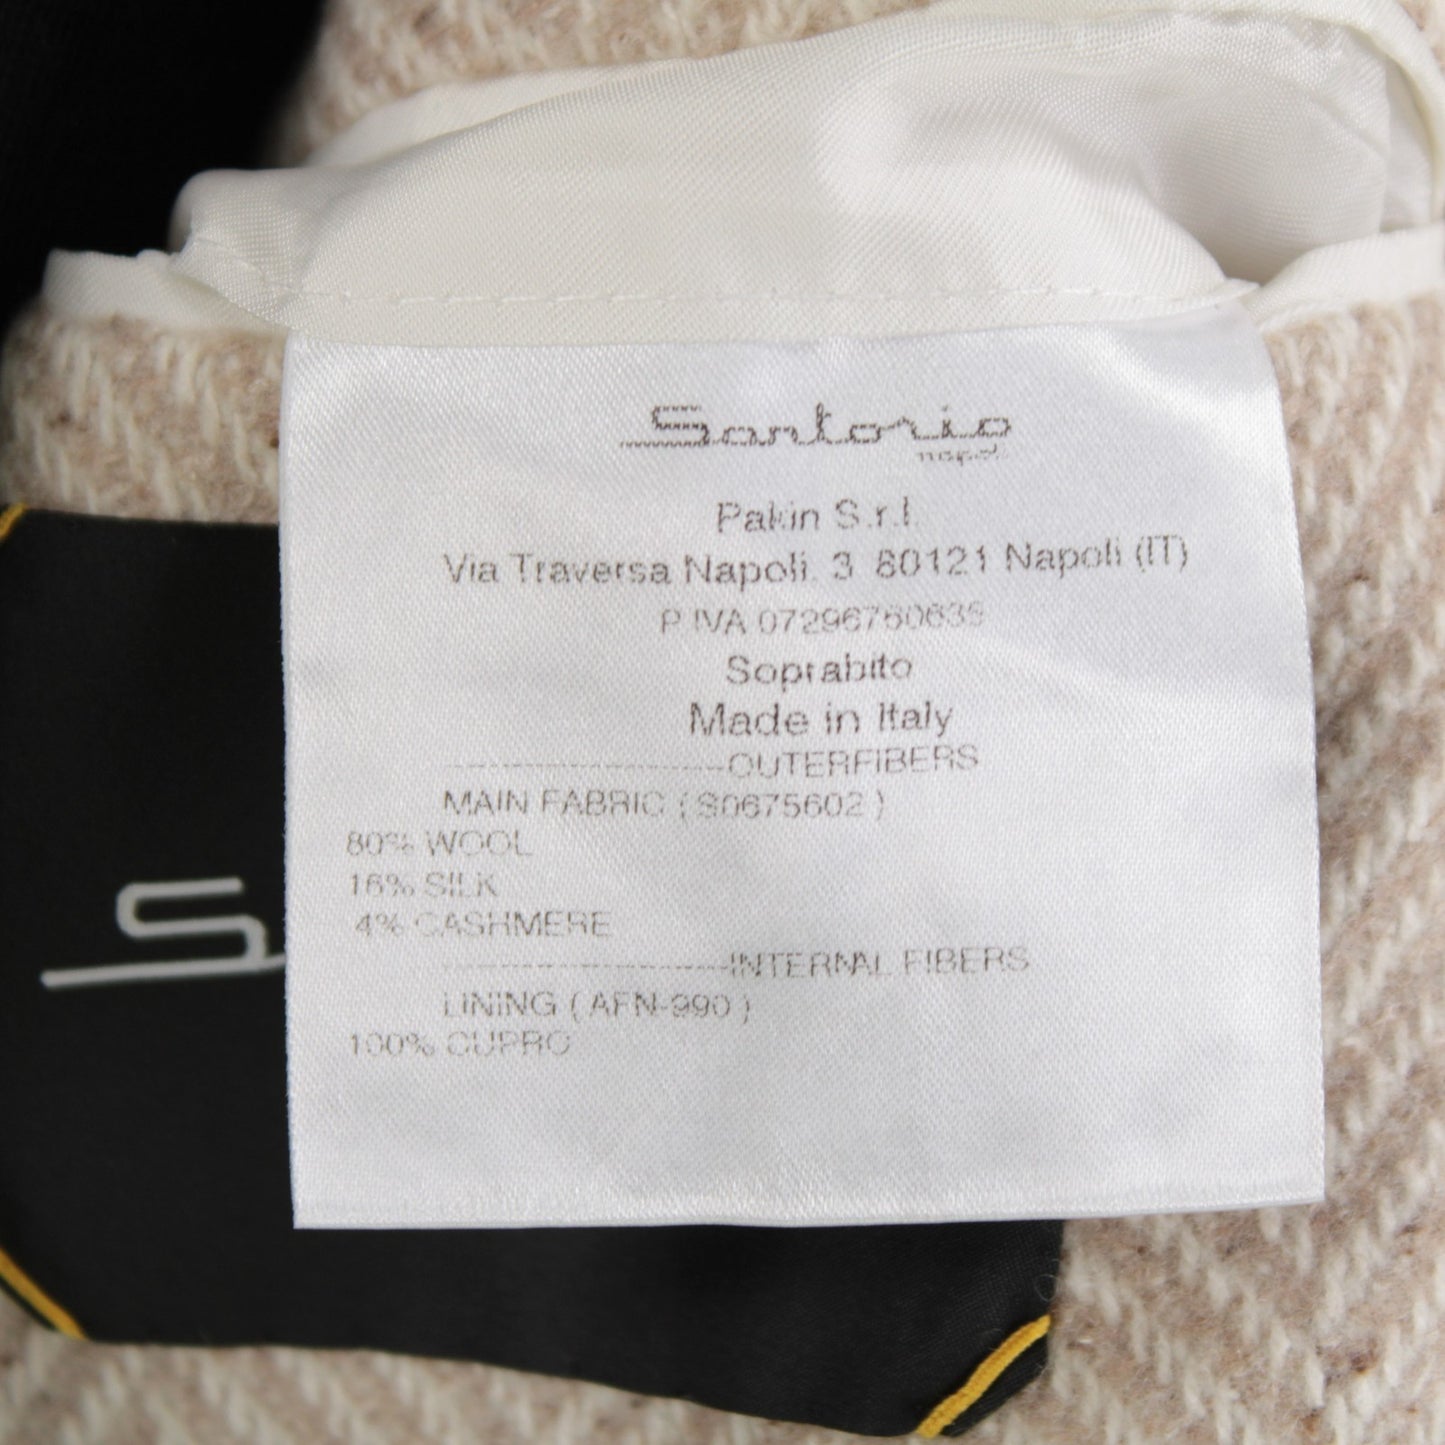 Sartorio
napoli
Pakin S.r.l.
Via Traversa Napoli, 3 80121 Napoli (IT)
P.IVA 07296760635
Soprabito
Made in Italy
----------------------OUTERFIBERS
MAIN FABRIC ( S0675602 )
80% WOOL
16% SILK
4% CASHMERE
----------------------INTERNAL FIBERS
LINING ( AFN-990 )
100% CUPRO
S